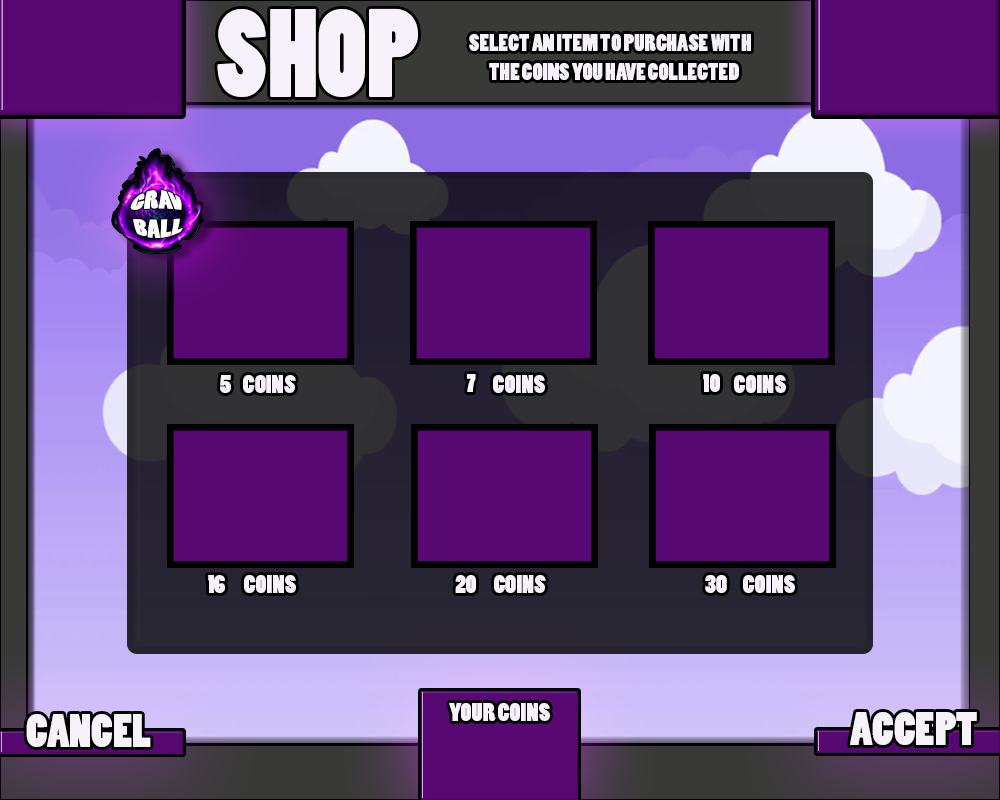 SHOP
SELECT AN ITEM TO PURCHASE WITH
THE COINS YOU HAVE COLLECTED
GRAV
BALL
5 COINS
7 COINS
10 COINS
16 COINS
20 COINS
30 COINS
YOUR COINS
CANCEL
ACCEPT